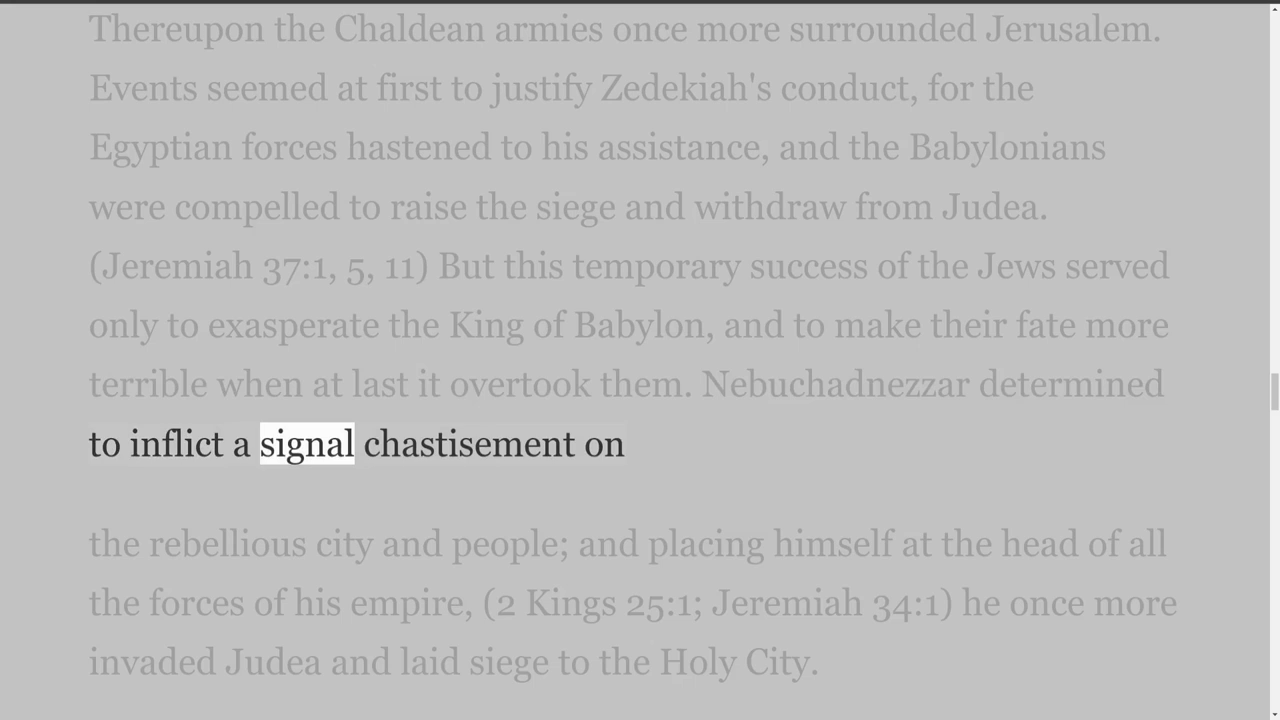 Thereupon the Chaldean armies once more surrounded Jerusalem.
Events seemed at first to justify Zedekiah's conduct, for the
Egyptian forces hastened to his assistance, and the Babylonians
were compelled to raise the siege and withdraw from Judea.
(Jeremiah 37:1, 5, 11) But this temporary success of the Jews served
only to exasperate the King of Babylon, and to make their fate more
terrible when at last it overtook them. Nebuchadnezzar determined
to inflict a signal chastisement on
the rebellious city and people; and placing himself at the head of all
the forces of his empire, (2 Kings 25:1; Jeremiah 34:1) he once more
invaded Judea and laid siege to the Holy City.